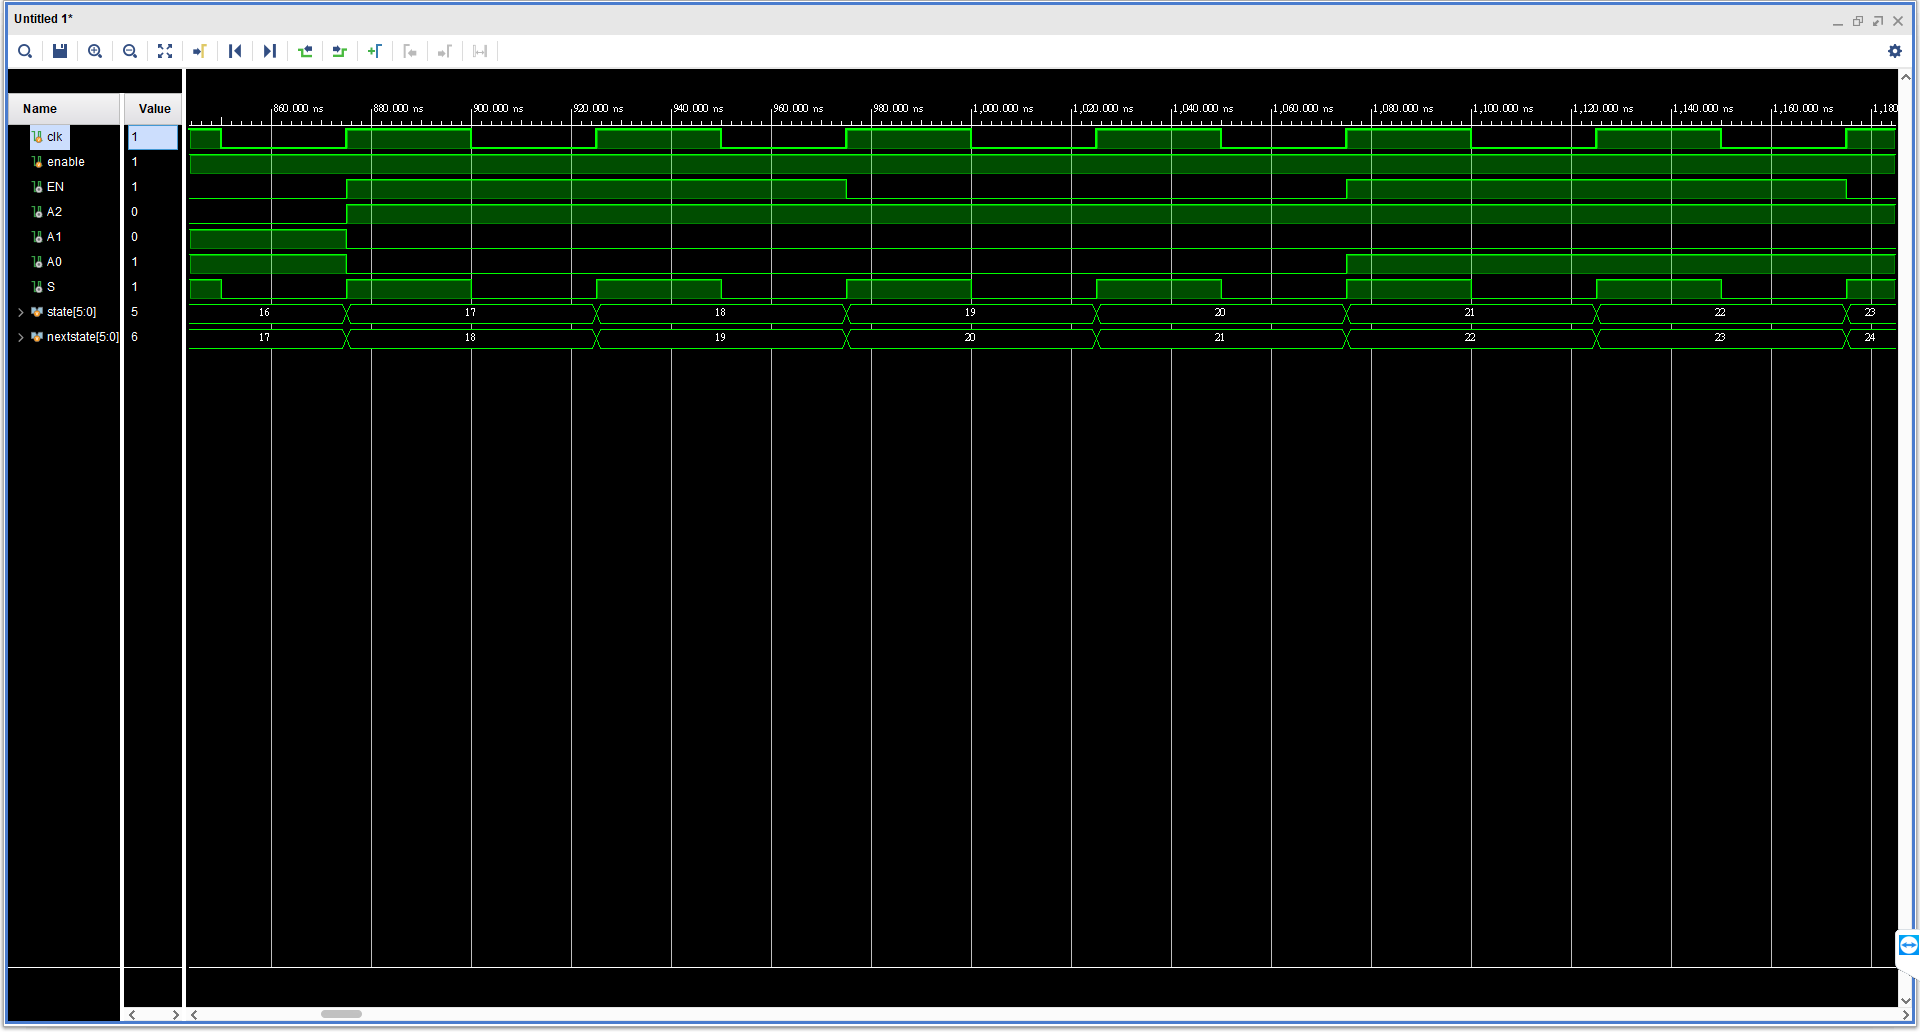 Untitled 1*
Name Value
860.000 ns 880.000 ns 900.000 ns 920.000 ns 940.000 ns 960.000 ns 980.000 ns 1,000.000 ns 1,020.000 ns 1,040.000 ns 1,060.000 ns 1,080.000 ns 1,100.000 ns 1,120.000 ns 1,140.000 ns 1,160.000 ns 1,180
clk 1
enable 1
EN 1
A2 0
A1 0
A0 1
S 1
state[5:0] 5 16 17 18 19 20 21 22 23
nextstate[5:0] 6 17 18 19 20 21 22 23 24